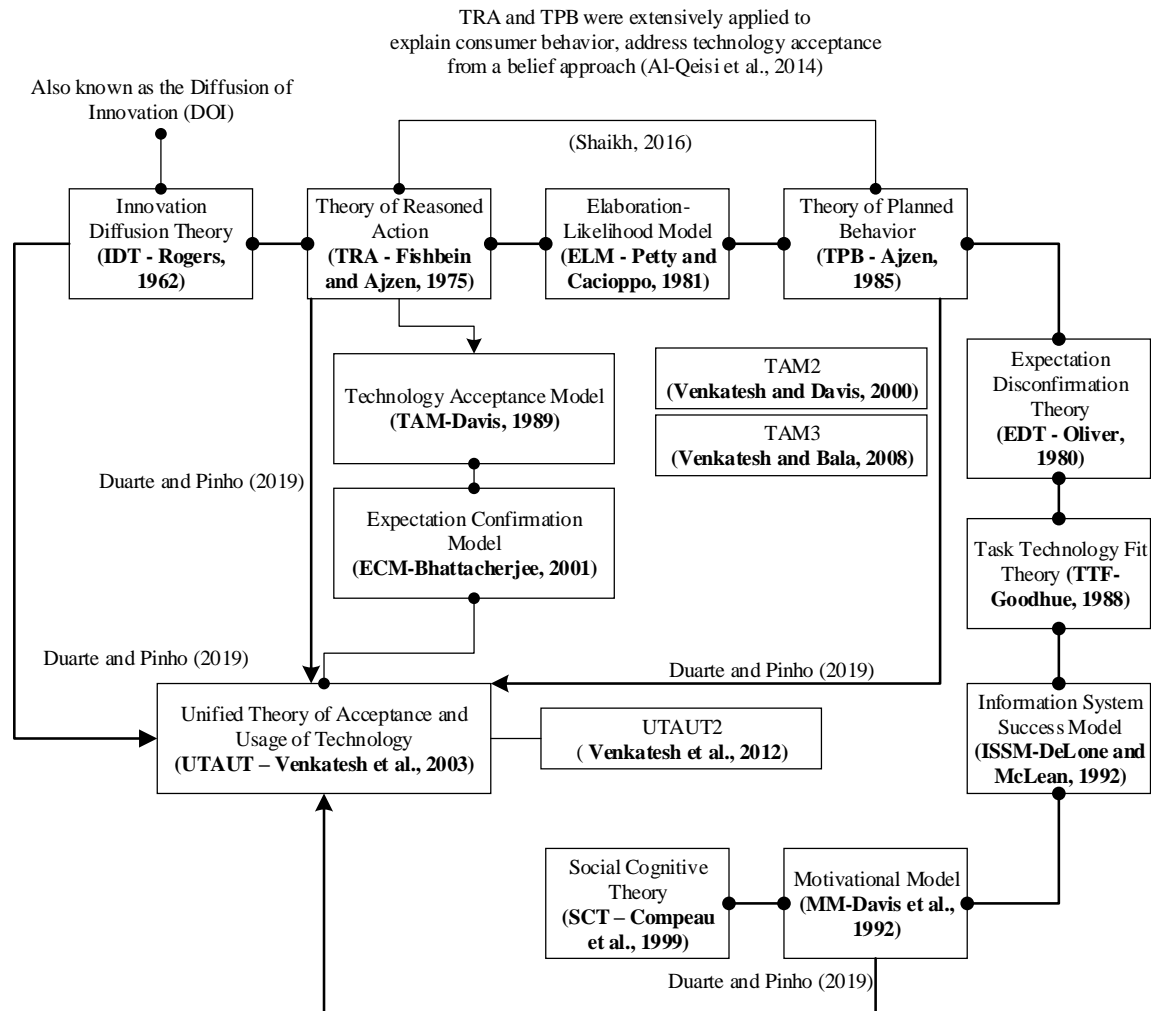 TRA and TPB were extensively applied to
explain consumer behavior, address technology acceptance
from a belief approach (Al-Qeisi et al., 2014)
Also known as the Diffusion of
Innovation (DOI)
(Shaikh, 2016)
Innovation
Diffusion Theory
(IDT - Rogers,
1962)
Theory of Reasoned
Action
(TRA - Fishbein
and Ajzen, 1975)
Elaboration-
Likelihood Model
(ELM - Petty and
Cacioppo, 1981)
Theory of Planned
Behavior
(TPB - Ajzen,
1985)
Technology Acceptance Model
(TAM-Davis, 1989)
TAM2
(Venkatesh and Davis, 2000)
TAM3
(Venkatesh and Bala, 2008)
Expectation
Disconfirmation
Theory
(EDT - Oliver,
1980)
Duarte and Pinho (2019)
Expectation Confirmation
Model
(ECM-Bhattacherjee, 2001)
Task Technology Fit
Theory (TTF-
Goodhue, 1988)
Duarte and Pinho (2019)
Duarte and Pinho (2019)
Unified Theory of Acceptance and
Usage of Technology
(UTAUT – Venkatesh et al., 2003)
UTAUT2
( Venkatesh et al., 2012)
Information System
Success Model
(ISSM-DeLone and
McLean, 1992)
Social Cognitive
Theory
(SCT – Compeau
et al., 1999)
Motivational Model
(MM-Davis et al.,
1992)
Duarte and Pinho (2019)